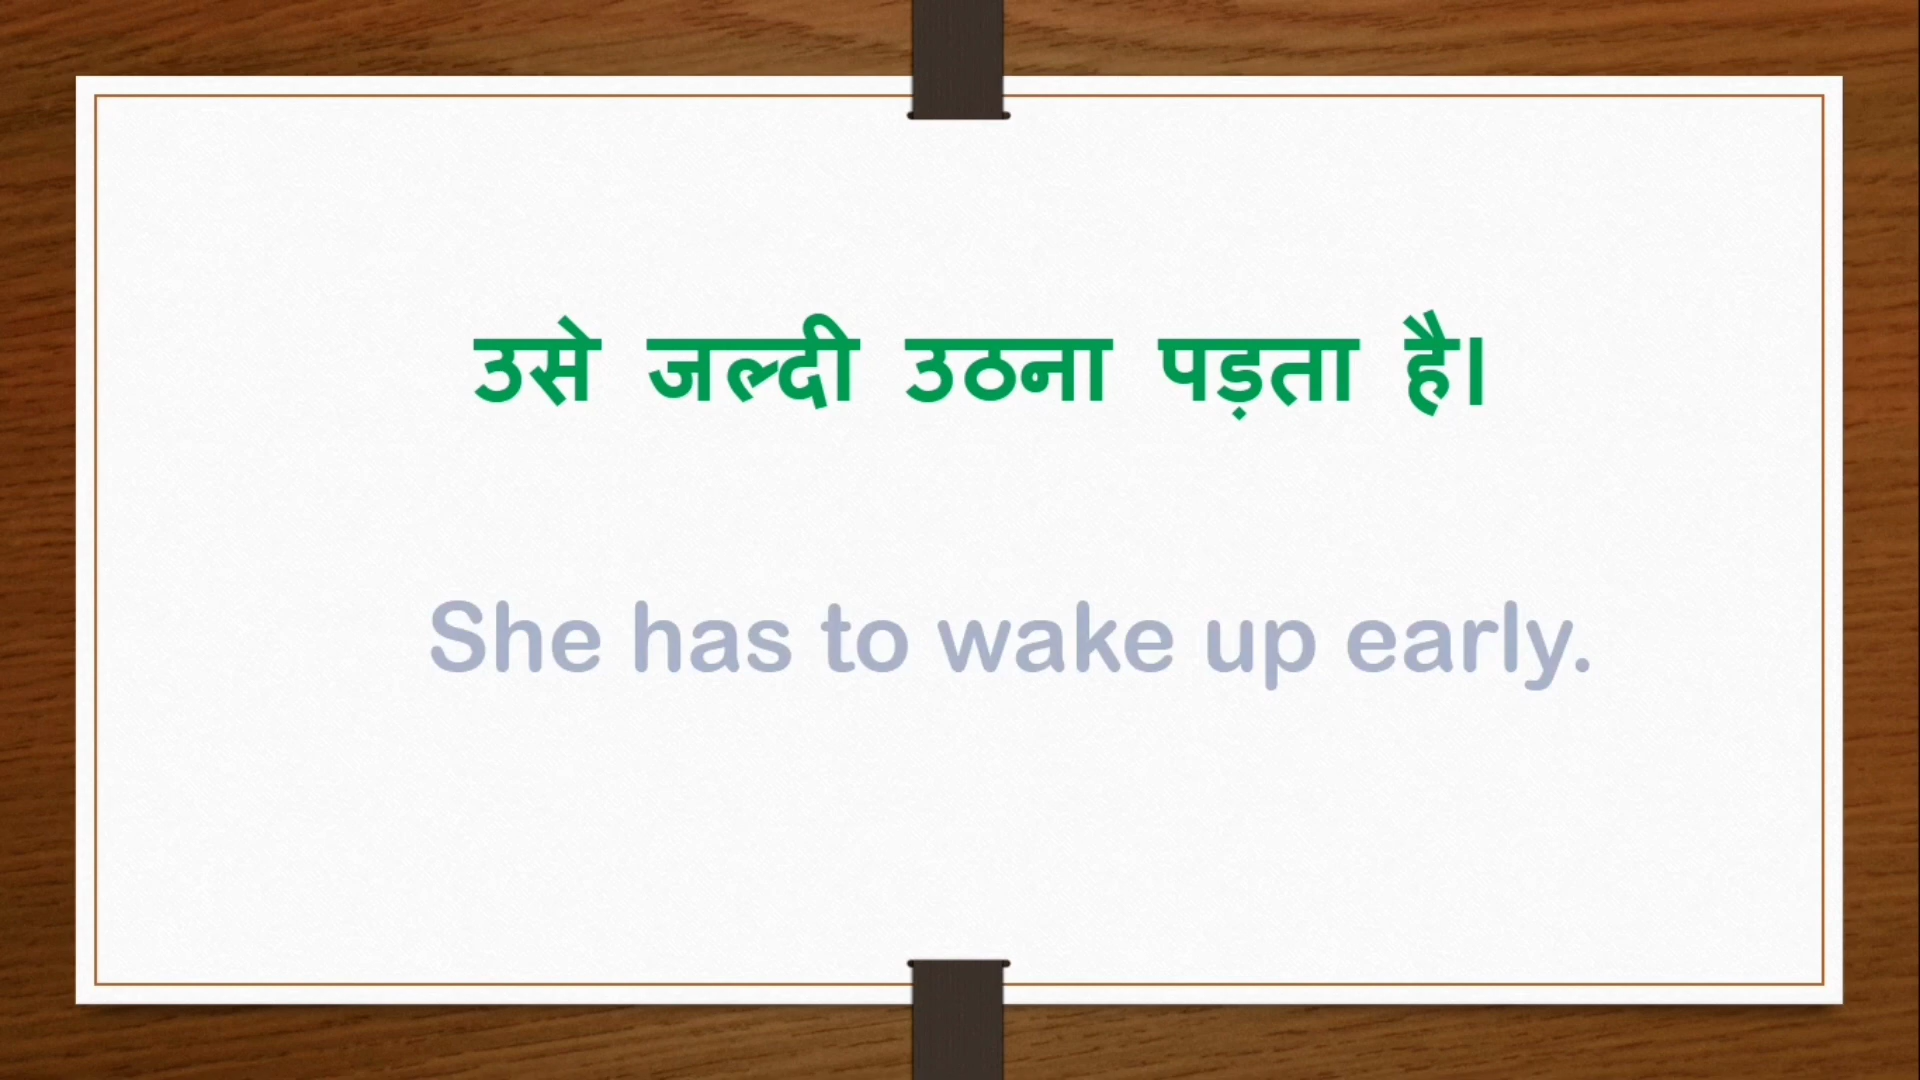 उसे जल्दी उठना पड़ता है।
She has to wake up early.